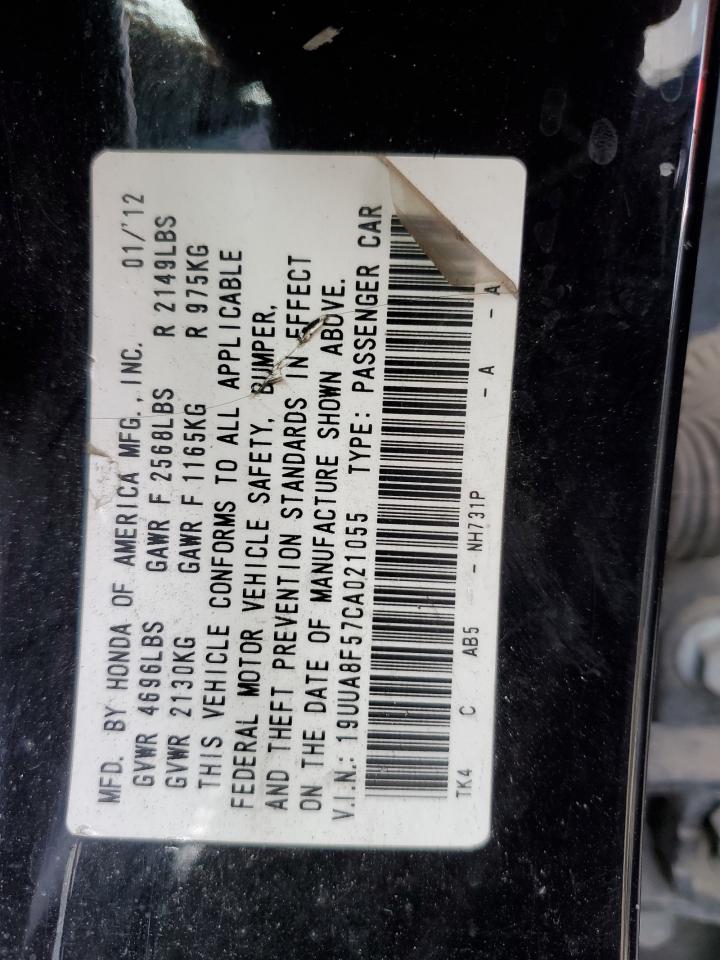 MFD. BY HONDA OF AMERICA MFG., INC. 01/'12
GVWR 4696LBS GAWR F 2568LBS R 2149LBS
GVWR 2130KG GAWR F 1165KG R 975KG
THIS VEHICLE CONFORMS TO ALL APPLICABLE
FEDERAL MOTOR VEHICLE SAFETY, BUMPER,
AND THEFT PREVENTION STANDARDS IN EFFECT
ON THE DATE OF MANUFACTURE SHOWN ABOVE.
V.I.N.: 19UUA8F57CA021055 TYPE: PASSENGER CAR
TK4 C AB5 - NH731P - A - A